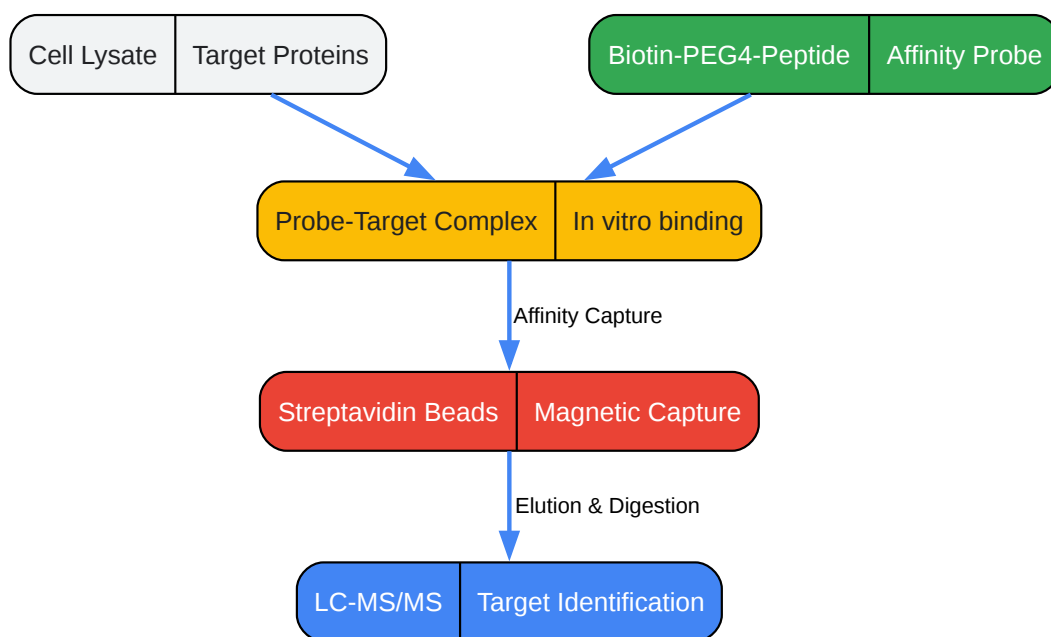 Cell Lysate
Target Proteins
Biotin-PEG4-Peptide
Affinity Probe
Probe-Target Complex
In vitro binding
Affinity Capture
Streptavidin Beads
Magnetic Capture
Elution & Digestion
LC-MS/MS
Target Identification